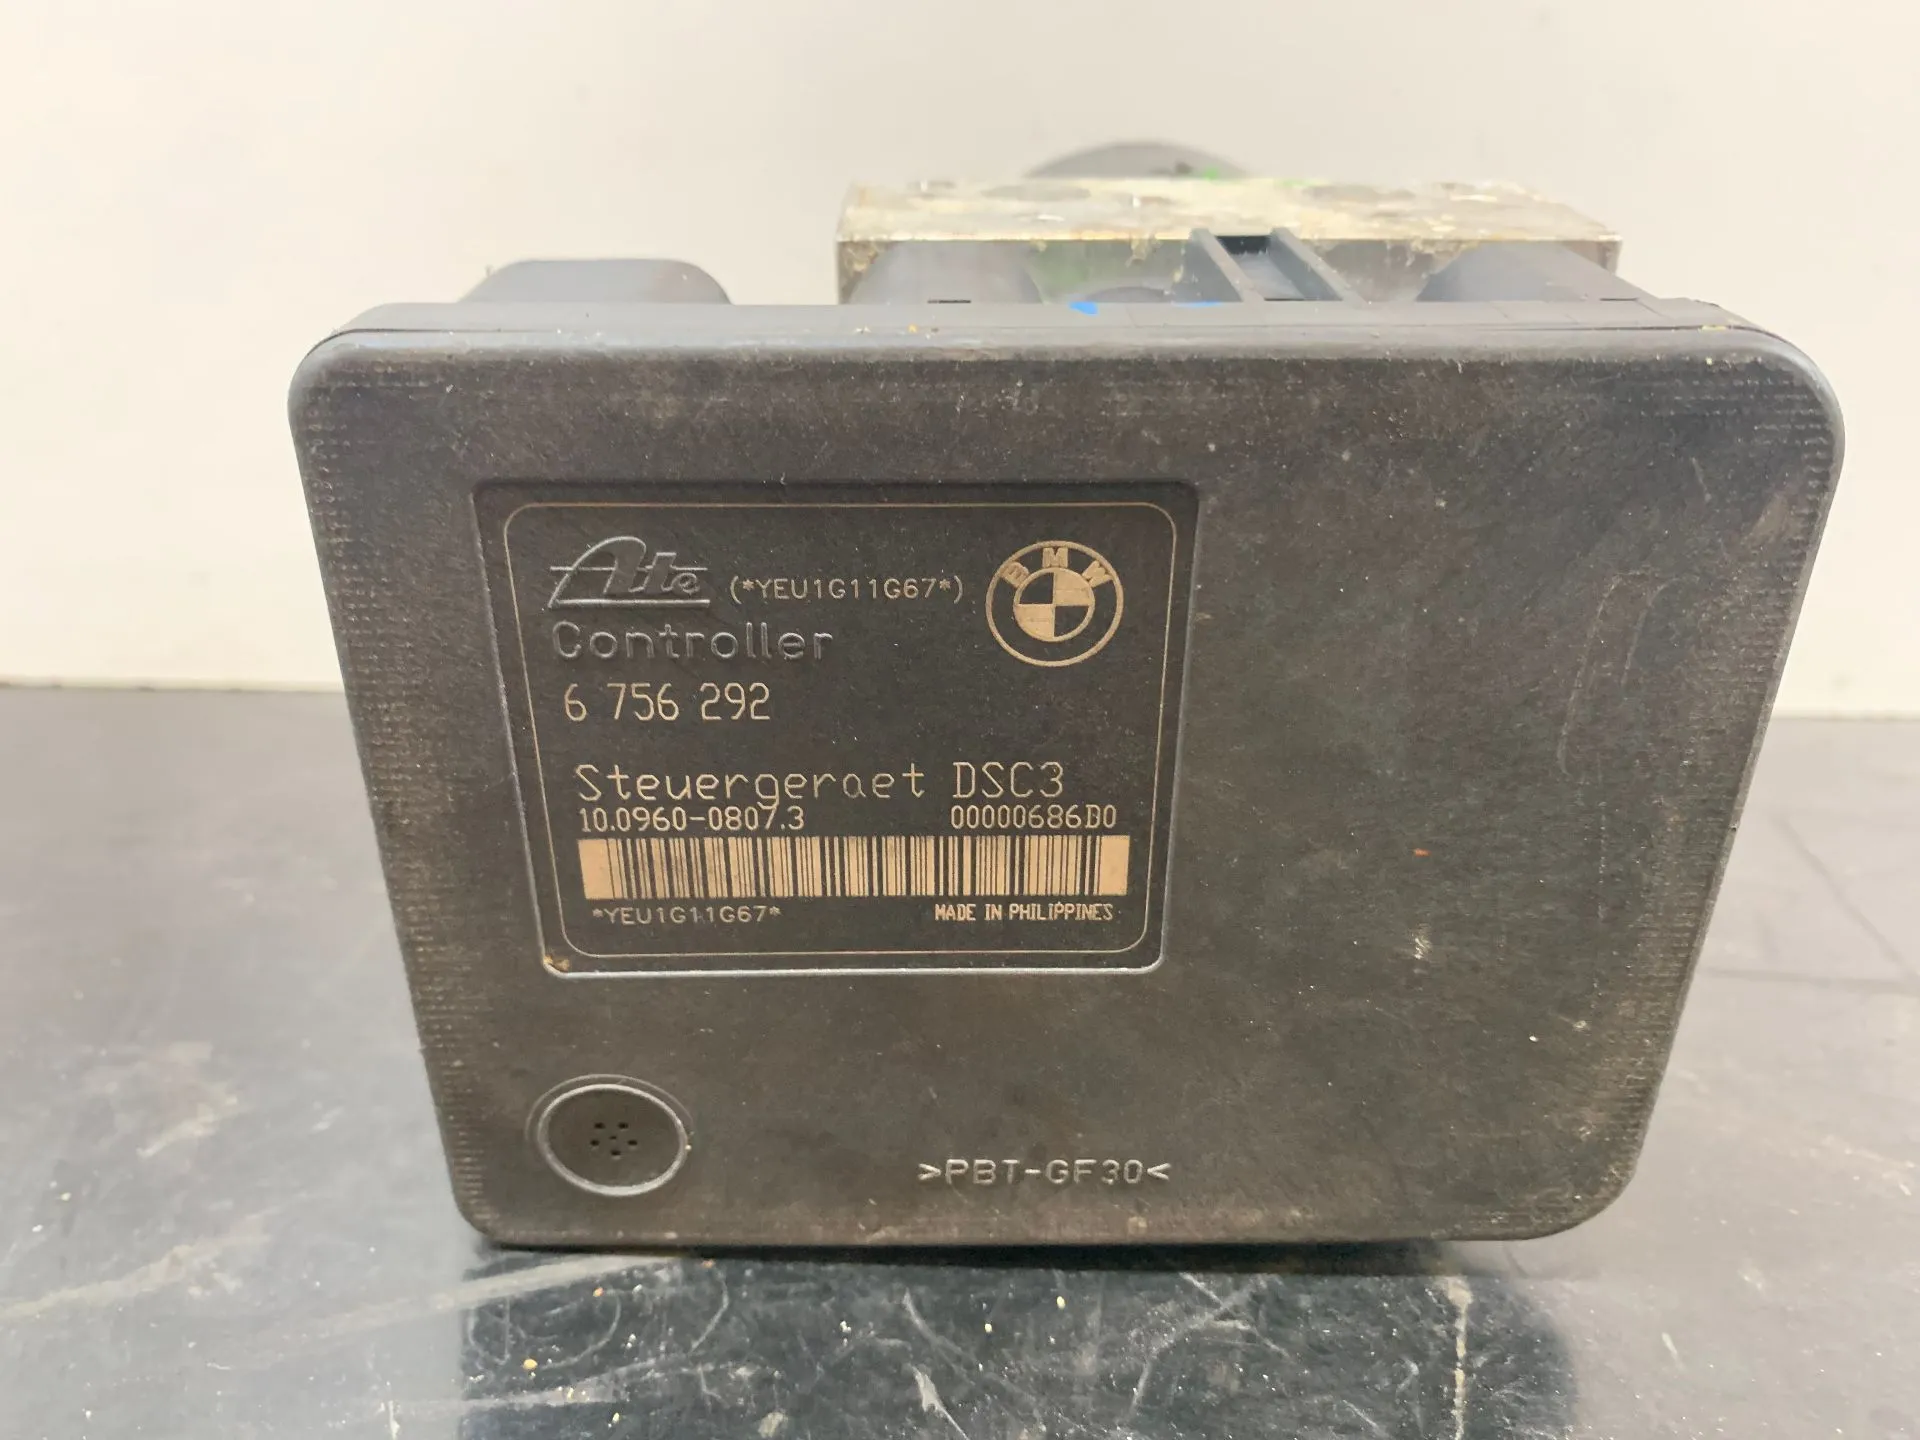 Ate (*YEU1G11G67*) BMW
Controller
6 756 292
Steuergeraet DSC3
10.0960-0807.3 00000686D0
*YEU1G11G67* MADE IN PHILIPPINES
>PBT-GF30<